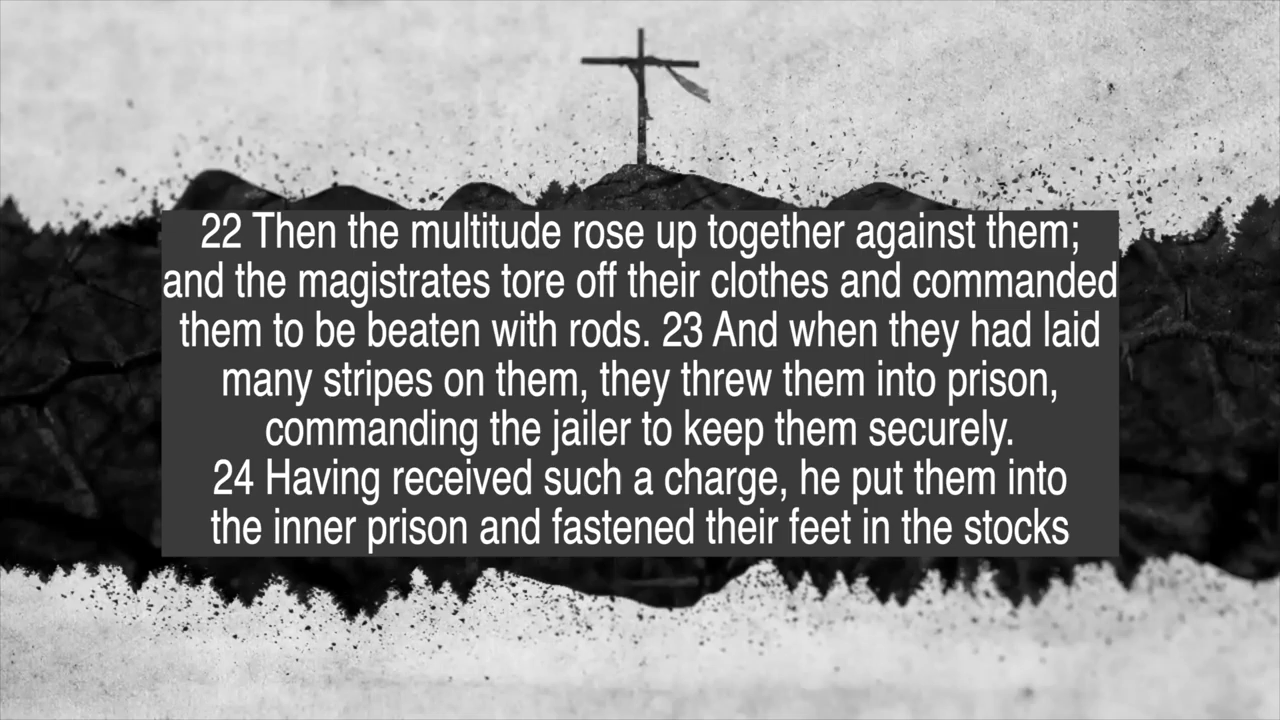 22 Then the multitude rose up together against them;
and the magistrates tore off their clothes and commanded
them to be beaten with rods. 23 And when they had laid
many stripes on them, they threw them into prison,
commanding the jailer to keep them securely.
24 Having received such a charge, he put them into
the inner prison and fastened their feet in the stocks